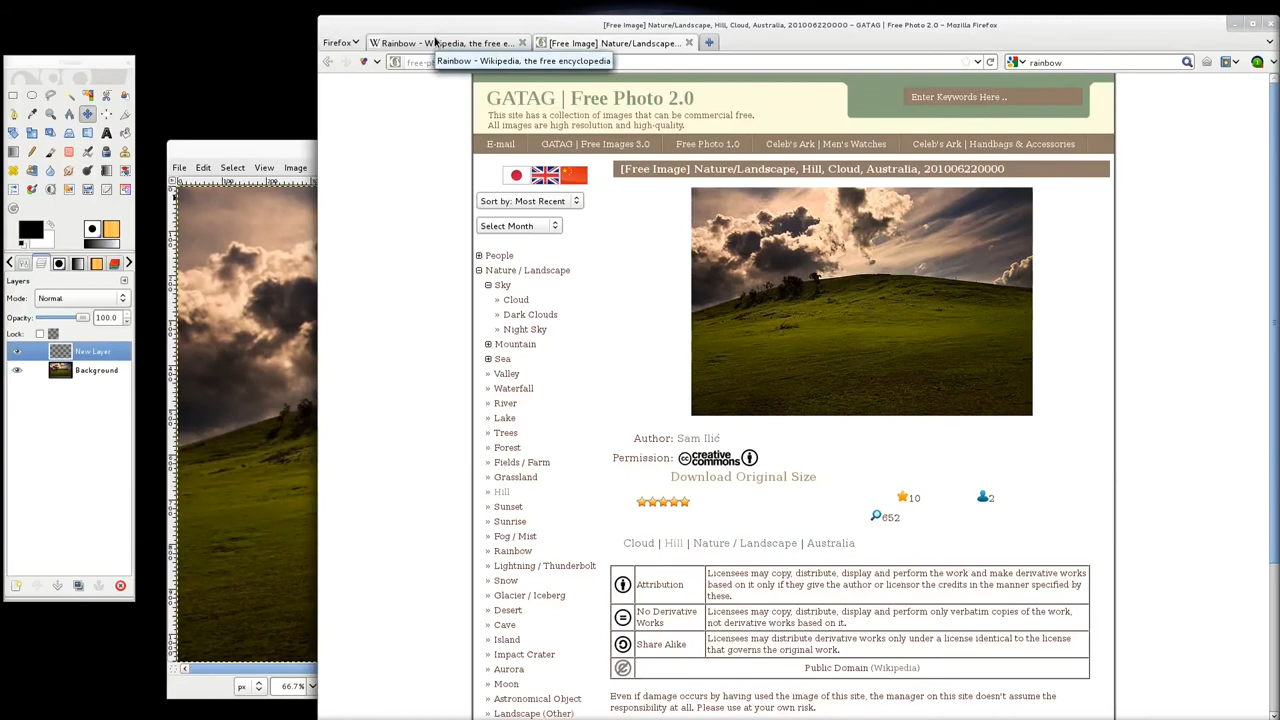 [Free Image] Nature/Landscape, Hill, Cloud, Australia, 201006220000 – GATAG | Free Photo 2.0 – Mozilla Firefox
Firefox
Rainbow - Wikipedia, the free e...
[Free Image] Nature/Landscape...
Rainbow - Wikipedia, the free encyclopedia
rainbow
GATAG | Free Photo 2.0
This site has a collection of images that can be commercial free.
All images are high resolution and high-quality.
Enter Keywords Here ..
E-mail
GATAG | Free Images 3.0
Free Photo 1.0
Celeb's Ark | Men's Watches
Celeb's Ark | Handbags & Accessories
[Free Image] Nature/Landscape, Hill, Cloud, Australia, 201006220000
Sort by: Most Recent
Select Month
People
Nature / Landscape
Sky
» Cloud
» Dark Clouds
» Night Sky
Mountain
Sea
» Valley
» Waterfall
» River
» Lake
» Trees
» Forest
» Fields / Farm
» Grassland
» Hill
» Sunset
» Sunrise
» Fog / Mist
» Rainbow
» Lightning / Thunderbolt
» Snow
» Glacier / Iceberg
» Desert
» Cave
» Island
» Impact Crater
» Aurora
» Moon
» Astronomical Object
» Landscape (Other)
Author: Sam Ilić
Permission: creative commons
Download Original Size
10
2
652
Cloud | Hill | Nature / Landscape | Australia
Attribution
Licensees may copy, distribute, display and perform the work and make derivative works
based on it only if they give the author or licensor the credits in the manner specified by
these.
No Derivative
Works
Licensees may copy, distribute, display and perform only verbatim copies of the work,
not derivative works based on it.
Share Alike
Licensees may distribute derivative works only under a license identical to the license
that governs the original work.
Public Domain (Wikipedia)
Even if damage occurs by having used the image of this site, the manager on this site doesn't assume the
responsibility at all. Please use at your own risk.
File Edit Select View Image
px
66.7%
Layers
Mode: Normal
Opacity: 100.0
Lock:
New Layer
Background